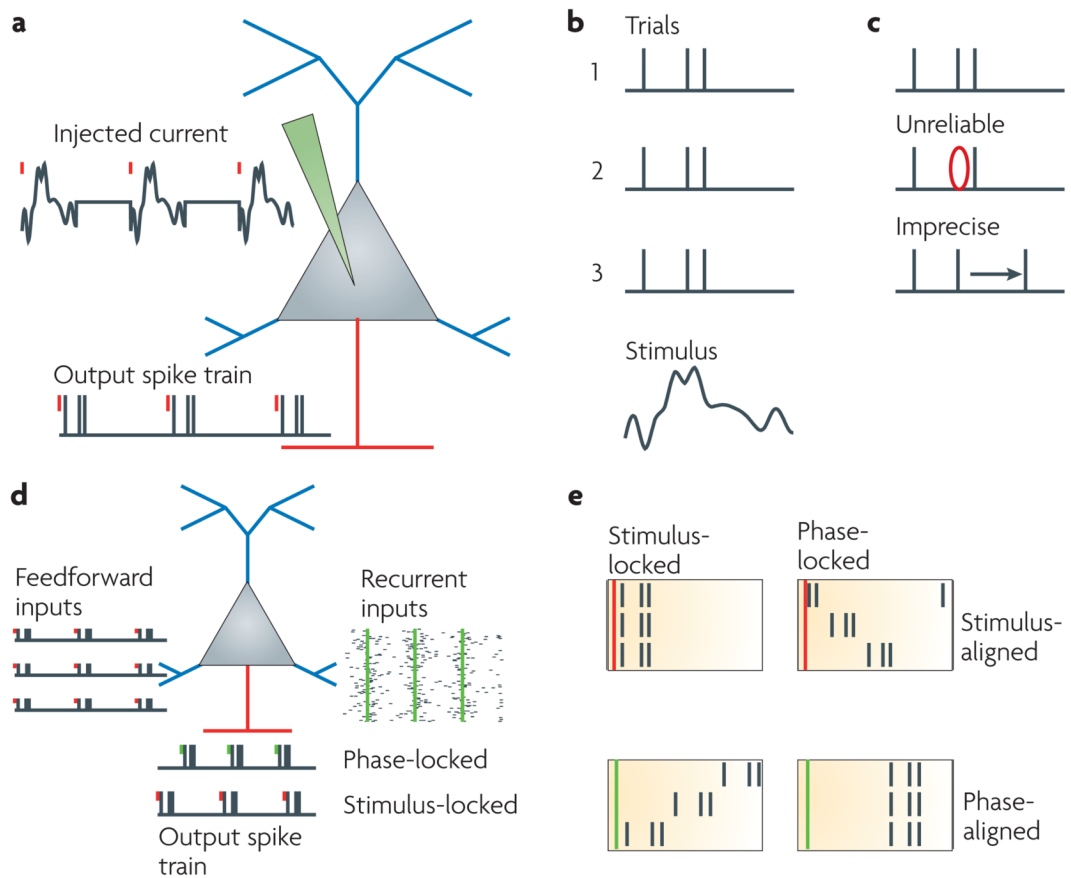 a
Injected current
Output spike train
b
Trials
1
2
3
Stimulus
c
Unreliable
Imprecise
d
Feedforward
inputs
Recurrent
inputs
Phase-locked
Stimulus-locked
Output spike
train
e
Stimulus-
locked
Phase-
locked
Stimulus-
aligned
Phase-
aligned